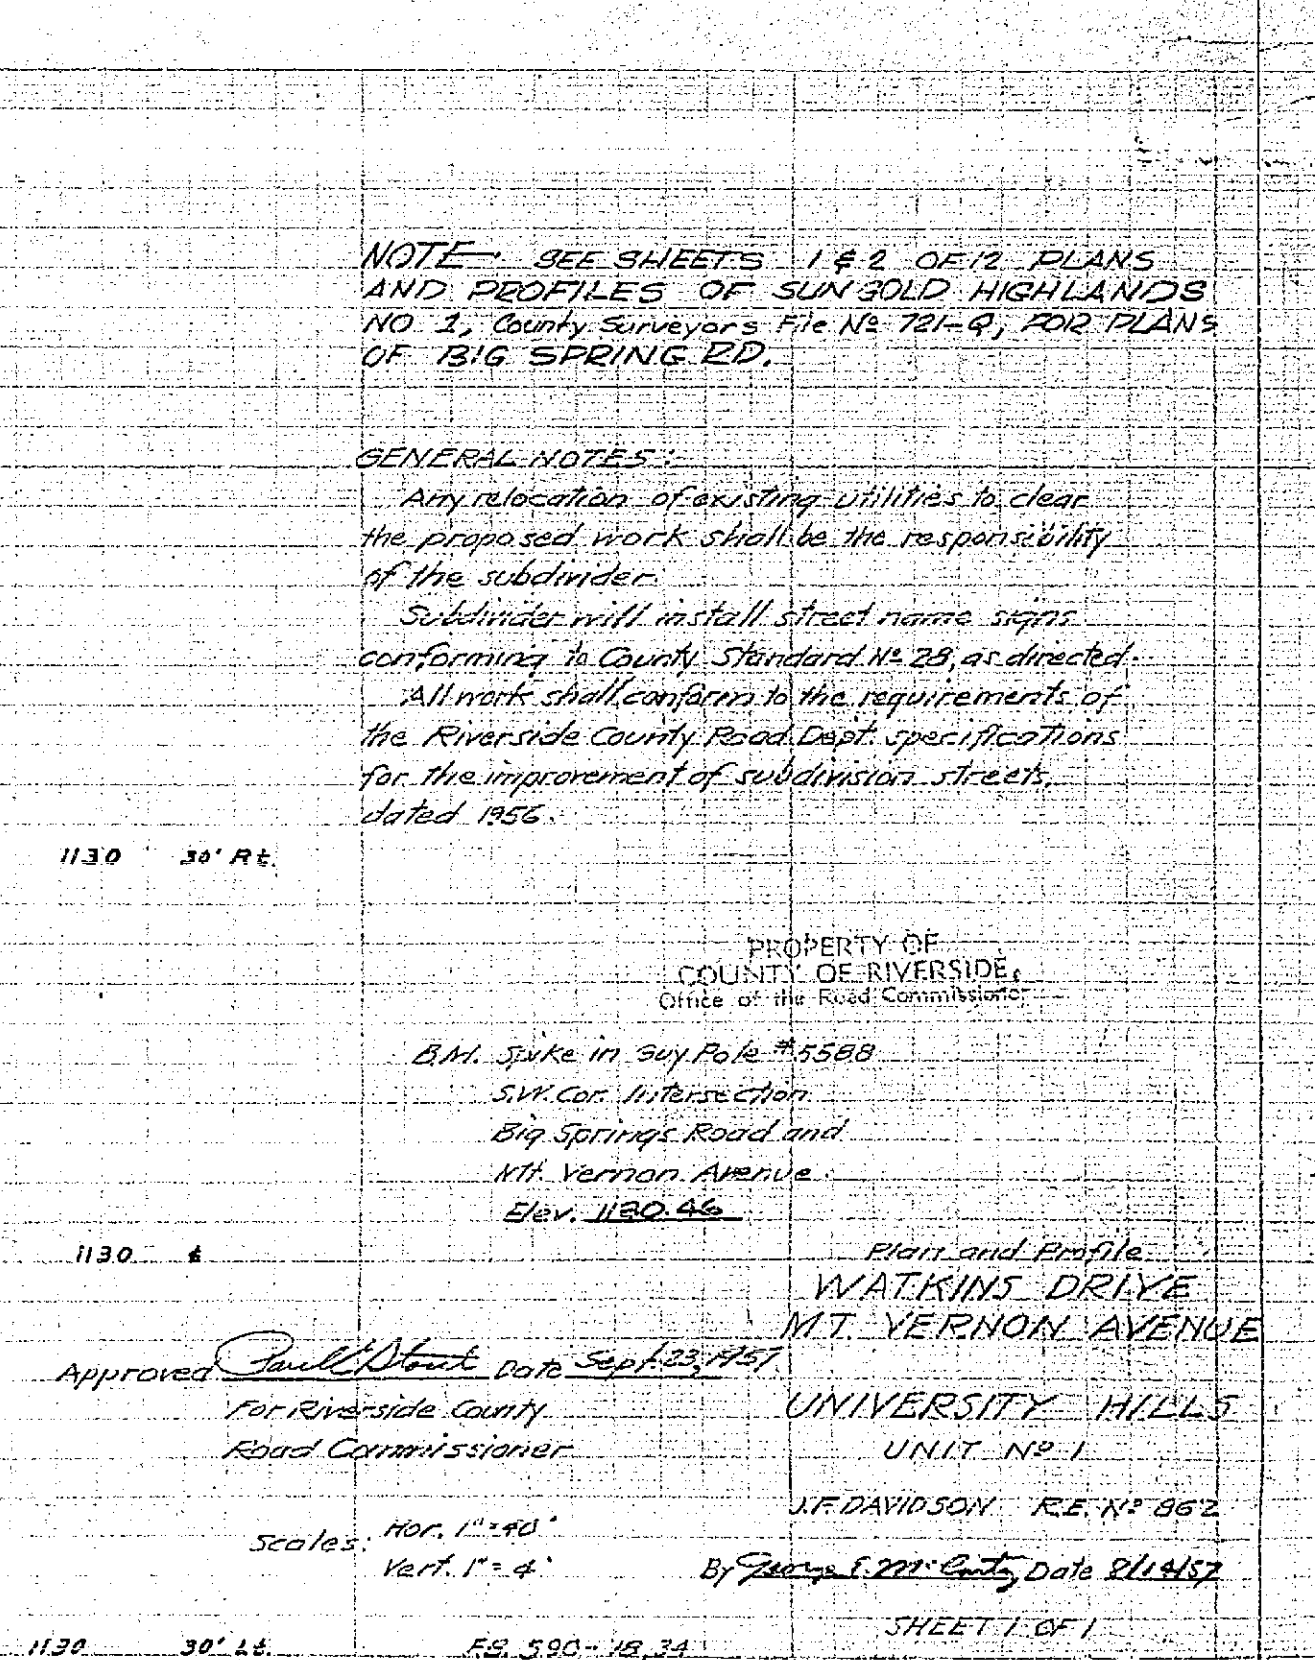 NOTE: SEE SHEETS 1 & 2 OF 12 PLANS
AND PROFILES OF SUNGOLD HIGHLANDS
NO 1, County Surveyors File Nº 721-Q, FOR PLANS
OF BIG SPRING RD.
GENERAL NOTES:
Any relocation of existing utilities to clear
the proposed work shall be the responsibility
of the subdivider.
Subdivider will install street name signs
conforming to County Standard Nº 28, as directed.
All work shall conform to the requirements of
the Riverside County Road Dept. specifications
for the improvement of subdivision streets,
dated 1956.
1130 30' Rt.
PROPERTY OF
COUNTY OF RIVERSIDE,
Office of the Road Commissioner
B.M. Spike in Guy Pole #5588
S.W. Cor. Intersection
Big Springs Road and
Mt. Vernon Avenue.
Elev. 1120.46
1130 ℄
Plan and Profile
WATKINS DRIVE
MT. VERNON AVENUE
Approved Paul Stout Date Sept. 23, 1957
For Riverside County
Road Commissioner
UNIVERSITY HILLS
UNIT Nº 1
J.F. DAVIDSON R.E. Nº 862
Scales: Hor. 1"=40'
Vert. 1"=4'
By George E. McCarty Date 8/14/57
SHEET 1 OF 1
1130 30' Lt.
F.B. 590-18,34